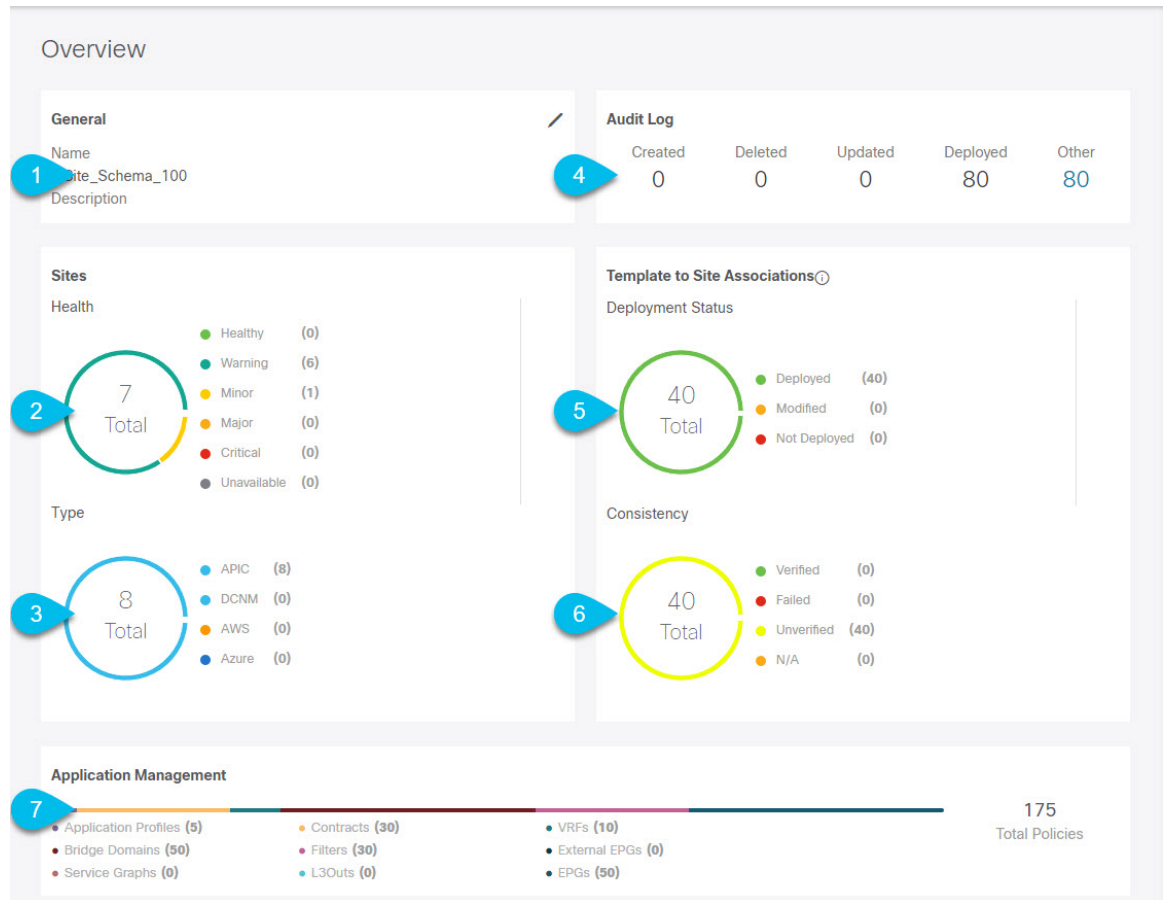 Overview
General
Name
1
Site_Schema_100
Description
Audit Log
Created Deleted Updated Deployed Other
4
0 0 0 80 80
Sites
Health
2
7
Total
Healthy (0)
Warning (6)
Minor (1)
Major (0)
Critical (0)
Unavailable (0)
Type
3
8
Total
APIC (8)
DCNM (0)
AWS (0)
Azure (0)
Template to Site Associations
Deployment Status
5
40
Total
Deployed (40)
Modified (0)
Not Deployed (0)
Consistency
6
40
Total
Verified (0)
Failed (0)
Unverified (40)
N/A (0)
Application Management
7
Application Profiles (5) Contracts (30) VRFs (10)
Bridge Domains (50) Filters (30) External EPGs (0)
Service Graphs (0) L3Outs (0) EPGs (50)
175
Total Policies